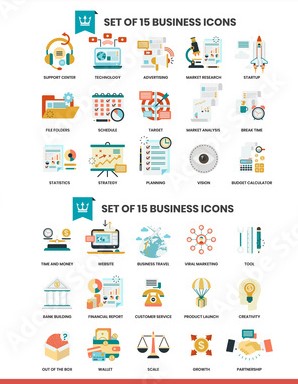 SET OF 15 BUSINESS ICONS
SUPPORT CENTER TECHNOLOGY ADVERTISING MARKET RESEARCH STARTUP
FILE FOLDERS SCHEDULE TARGET MARKET ANALYSIS BREAK TIME
STATISTICS STRATEGY PLANNING VISION BUDGET CALCULATOR
SET OF 15 BUSINESS ICONS
TIME AND MONEY WEBSITE BUSINESS TRAVEL VIRAL MARKETING TOOL
BANK BUILDING FINANCIAL REPORT CUSTOMER SERVICE PRODUCT LAUNCH CREATIVITY
OUT OF THE BOX WALLET SCALE GROWTH PARTNERSHIP